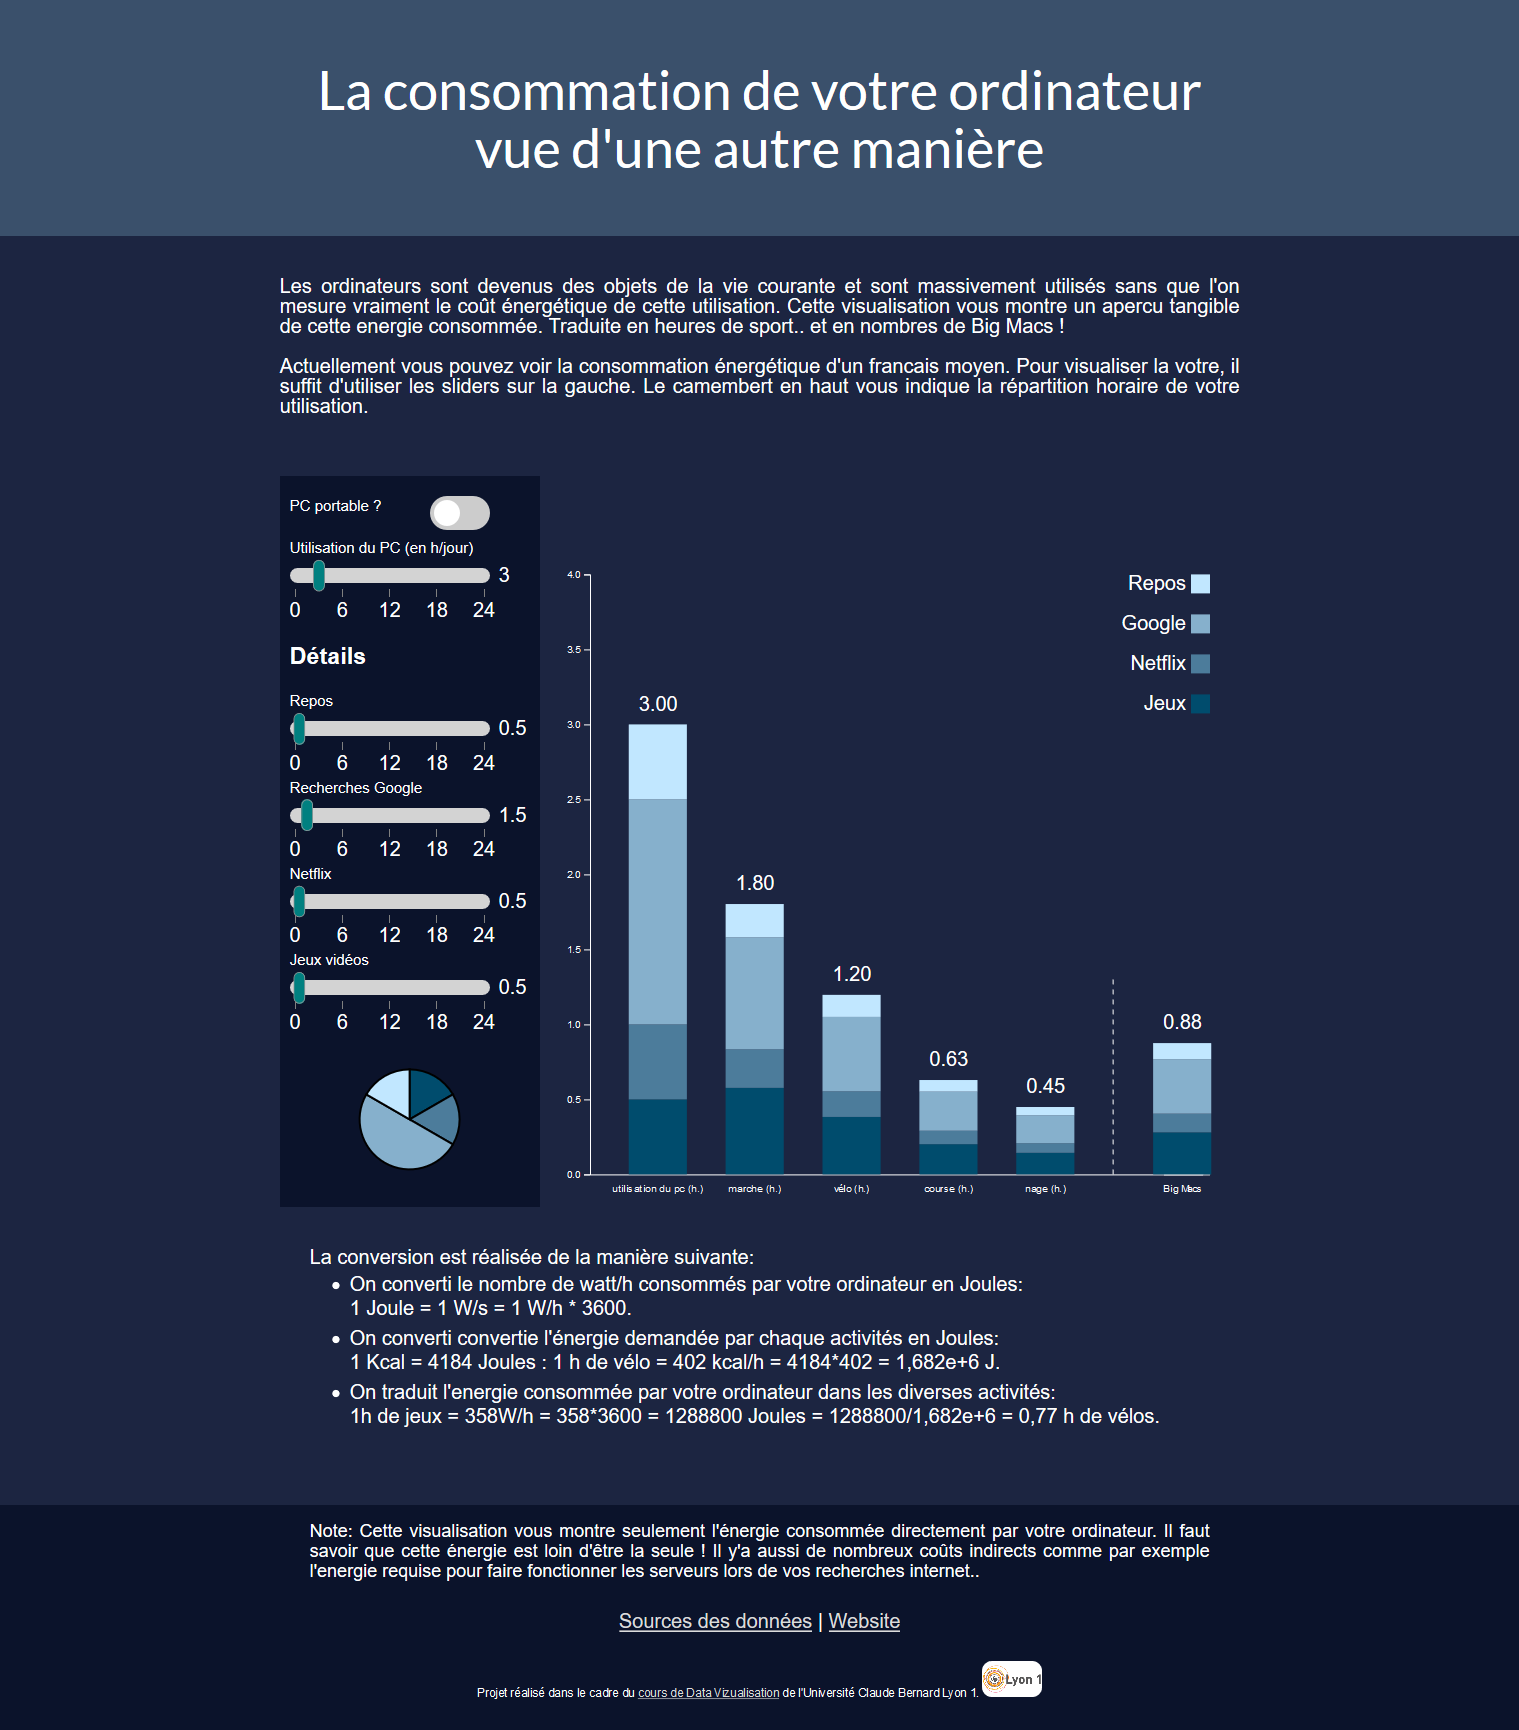 La consommation de votre ordinateur
vue d'une autre manière
Les ordinateurs sont devenus des objets de la vie courante et sont massivement utilisés sans que l'on
mesure vraiment le coût énergétique de cette utilisation. Cette visualisation vous montre un apercu tangible
de cette energie consommée. Traduite en heures de sport.. et en nombres de Big Macs !
Actuellement vous pouvez voir la consommation énergétique d'un francais moyen. Pour visualiser la votre, il
suffit d'utiliser les sliders sur la gauche. Le camembert en haut vous indique la répartition horaire de votre
utilisation.
PC portable ?
Utilisation du PC (en h/jour)
3
0 6 12 18 24
Détails
Repos
0.5
0 6 12 18 24
Recherches Google
1.5
0 6 12 18 24
Netflix
0.5
0 6 12 18 24
Jeux vidéos
0.5
0 6 12 18 24
4.0
3.5
3.0
2.5
2.0
1.5
1.0
0.5
0.0
Repos
Google
Netflix
Jeux
3.00
1.80
1.20
0.63
0.45
0.88
utilisation du pc (h.) marche (h.) vélo (h.) course (h.) nage (h.) Big Macs
La conversion est réalisée de la manière suivante:
• On converti le nombre de watt/h consommés par votre ordinateur en Joules:
1 Joule = 1 W/s = 1 W/h * 3600.
• On converti convertie l'énergie demandée par chaque activités en Joules:
1 Kcal = 4184 Joules : 1 h de vélo = 402 kcal/h = 4184*402 = 1,682e+6 J.
• On traduit l'energie consommée par votre ordinateur dans les diverses activités:
1h de jeux = 358W/h = 358*3600 = 1288800 Joules = 1288800/1,682e+6 = 0,77 h de vélos.
Note: Cette visualisation vous montre seulement l'énergie consommée directement par votre ordinateur. Il faut
savoir que cette énergie est loin d'être la seule ! Il y'a aussi de nombreux coûts indirects comme par exemple
l'energie requise pour faire fonctionner les serveurs lors de vos recherches internet..
Sources des données | Website
Projet réalisé dans le cadre du cours de Data Vizualisation de l'Université Claude Bernard Lyon 1. Lyon 1